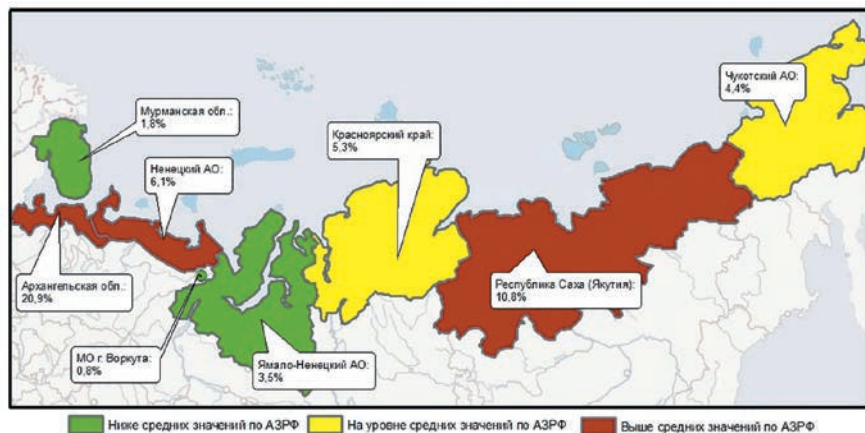 Чукотский АО:
4,4%
Мурманская обл.:
1,8%
Красноярский край:
5,3%
Ненецкий АО:
6,1%
Архангельская обл.:
20,9%
Республика Саха (Якутия):
10,8%
МО г. Воркута:
0,8%
Ямало-Ненецкий АО:
3,5%
Ниже средних значений по АЗРФ
На уровне средних значений по АЗРФ
Выше средних значений по АЗРФ